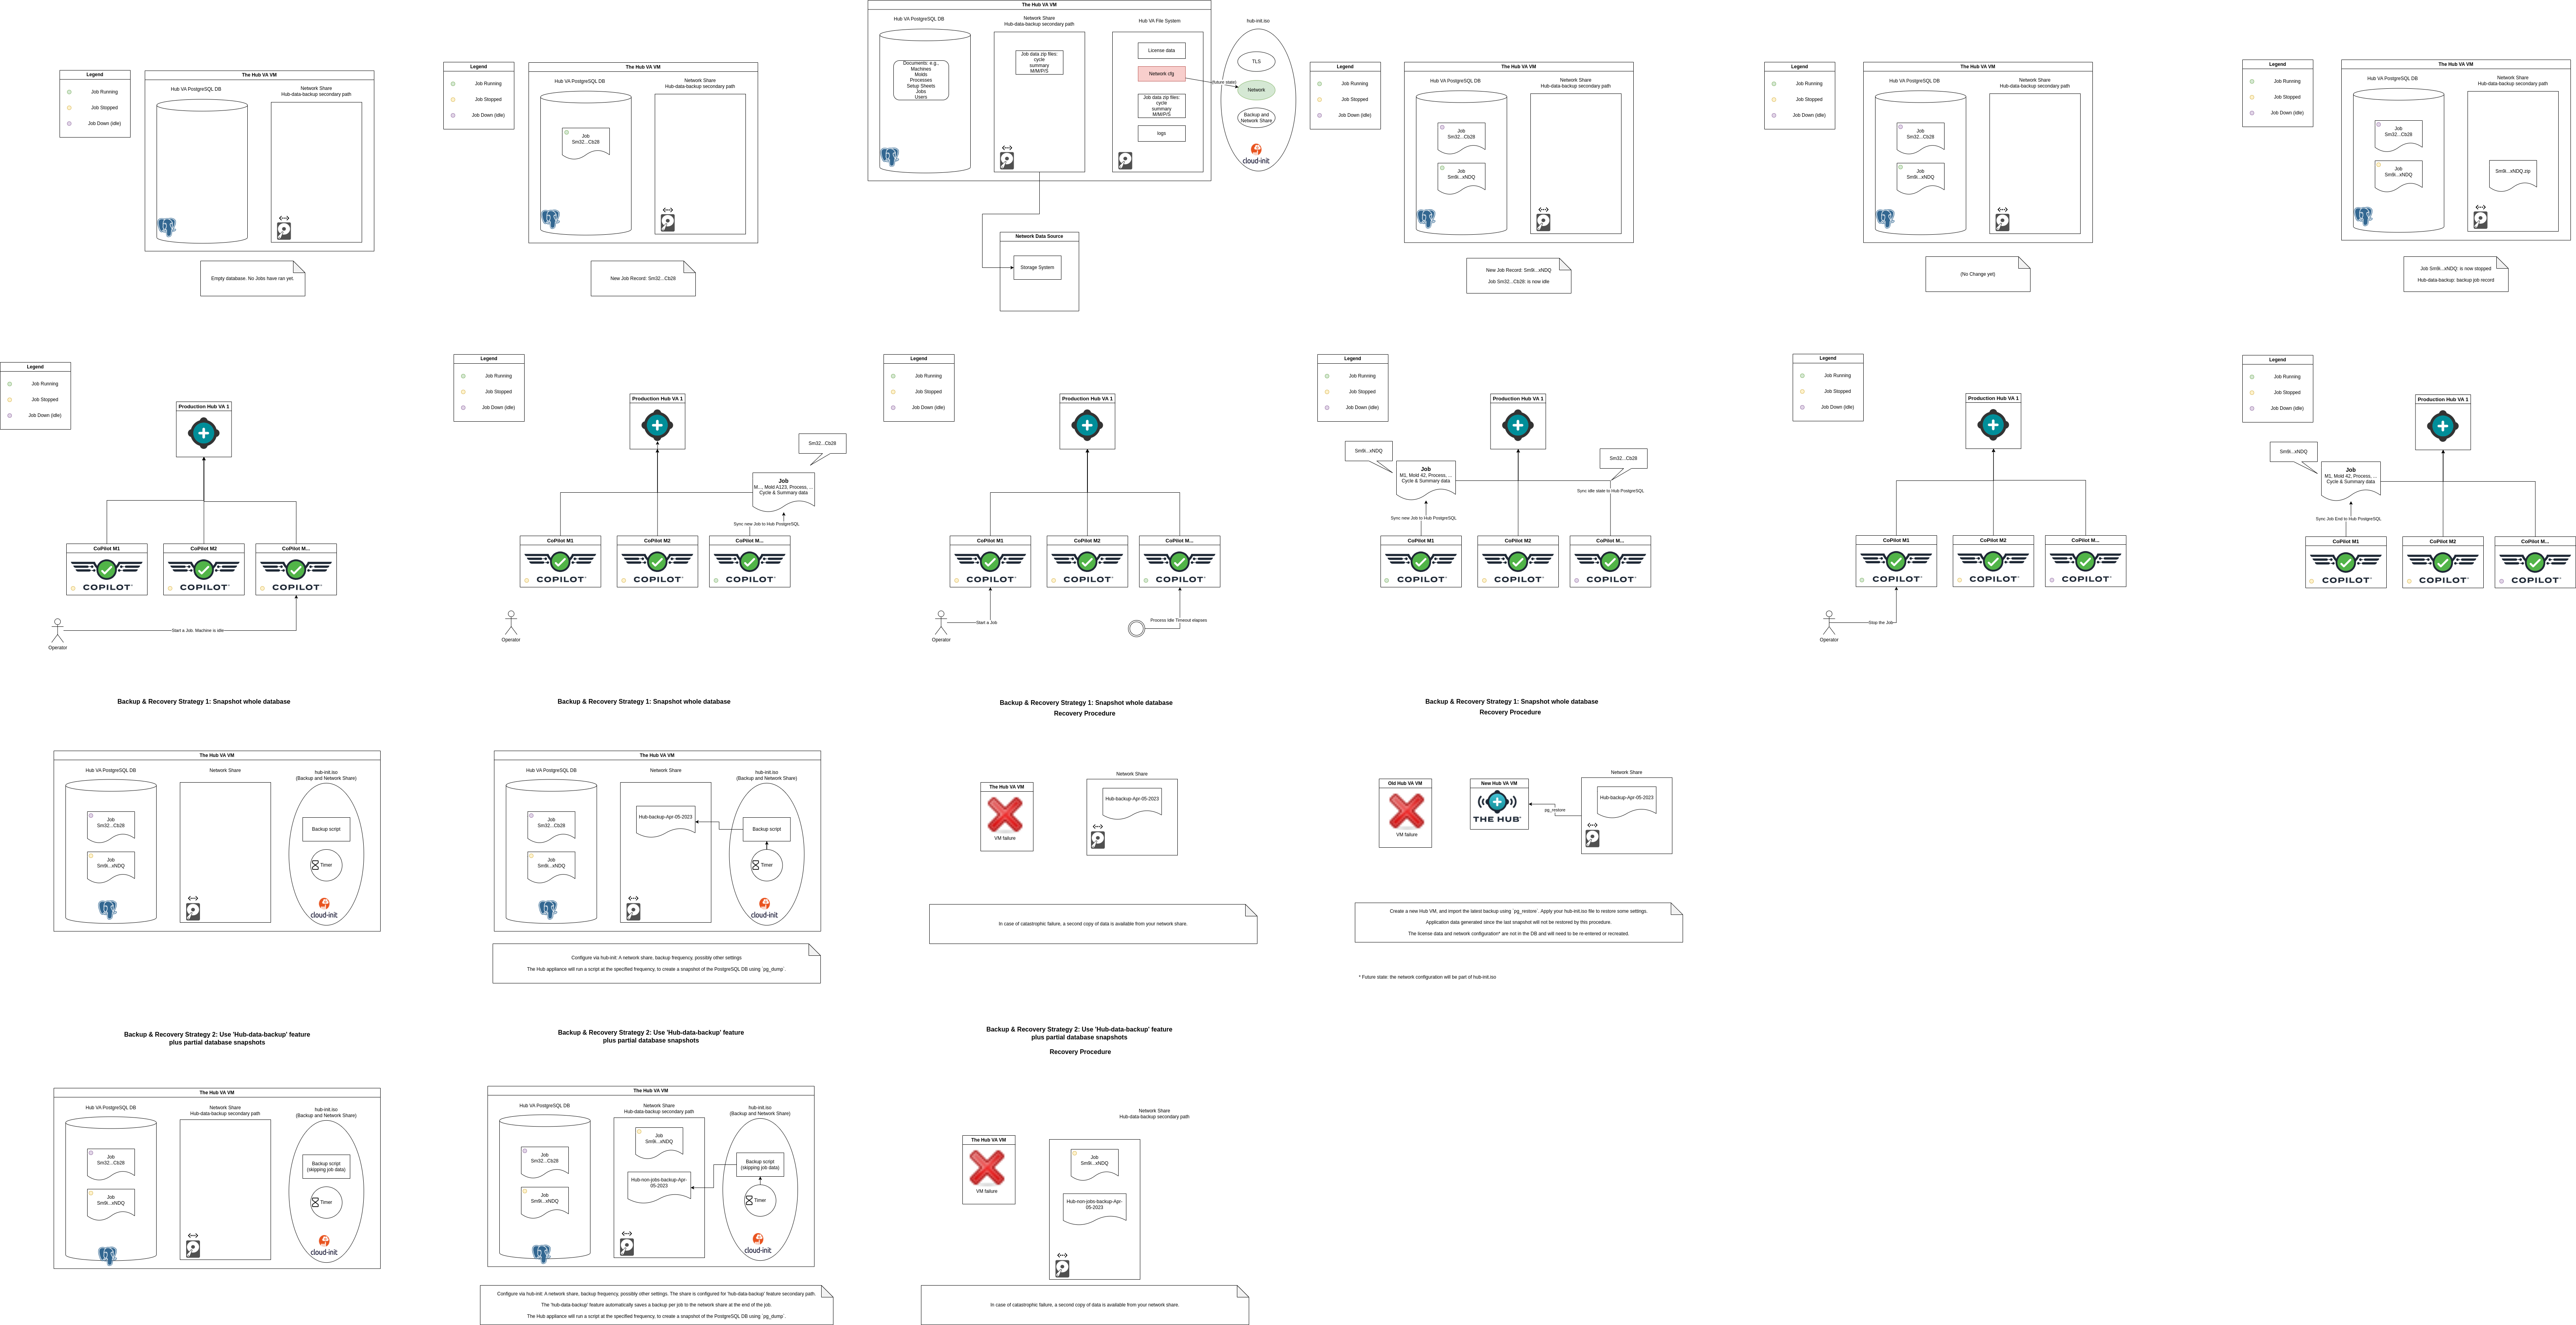 Legend
Job Running
Job Stopped
Job Down (idle)
The Hub VA VM
Hub VA PostgreSQL DB
Network Share
Hub-data-backup secondary path
Empty database. No Jobs have ran yet.
Legend
Job Running
Job Stopped
Job Down (idle)
The Hub VA VM
Hub VA PostgreSQL DB
Network Share
Hub-data-backup secondary path
Job
Sm32...Cb28
New Job Record: Sm32...Cb28
The Hub VA VM
Hub VA PostgreSQL DB
Documents: e.g.,
Machines
Molds
Processes
Setup Sheets
Jobs
Users
Network Share
Hub-data-backup secondary path
Job data zip files:
cycle
summary
M/M/P/S
Hub VA File System
License data
Network cfg
Job data zip files:
cycle
summary
M/M/P/S
logs
(future state)
hub-init.iso
TLS
Network
Backup and
Network Share
cloud-init
Network Data Source
Storage System
Legend
Job Running
Job Stopped
Job Down (idle)
The Hub VA VM
Hub VA PostgreSQL DB
Network Share
Hub-data-backup secondary path
Job
Sm32...Cb28
Job
Sm9k...xNDQ
New Job Record: Sm9k...xNDQ
Job Sm32...Cb28: is now idle
Legend
Job Running
Job Stopped
Job Down (idle)
The Hub VA VM
Hub VA PostgreSQL DB
Network Share
Hub-data-backup secondary path
Job
Sm32...Cb28
Job
Sm9k...xNDQ
(No Change yet)
Legend
Job Running
Job Stopped
Job Down (idle)
The Hub VA VM
Hub VA PostgreSQL DB
Network Share
Hub-data-backup secondary path
Job
Sm32...Cb28
Job
Sm9k...xNDQ
Sm9k...xNDQ.zip
Job Sm9k...xNDQ: is now stopped
Hub-data-backup: backup job record
Legend
Job Running
Job Stopped
Job Down (idle)
Production Hub VA 1
CoPilot M1
COPILOT
CoPilot M2
COPILOT
CoPilot M...
COPILOT
Start a Job. Machine is idle
Operator
Legend
Job Running
Job Stopped
Job Down (idle)
Production Hub VA 1
Sm32...Cb28
Job
M..., Mold A123, Process, ...
Cycle & Summary data
Sync new Job to Hub PostgreSQL
CoPilot M1
COPILOT
CoPilot M2
COPILOT
CoPilot M...
COPILOT
Operator
Legend
Job Running
Job Stopped
Job Down (idle)
Production Hub VA 1
CoPilot M1
COPILOT
CoPilot M2
COPILOT
CoPilot M...
COPILOT
Start a Job
Process Idle Timeout elapses
Operator
Legend
Job Running
Job Stopped
Job Down (idle)
Production Hub VA 1
Sm9k...xNDQ
Job
M1, Mold 42, Process, ...
Cycle & Summary data
Sync new Job to Hub PostgreSQL
Sm32...Cb28
Sync idle state to Hub PostgreSQL
CoPilot M1
COPILOT
CoPilot M2
COPILOT
CoPilot M...
COPILOT
Legend
Job Running
Job Stopped
Job Down (idle)
Production Hub VA 1
CoPilot M1
COPILOT
CoPilot M2
COPILOT
CoPilot M...
COPILOT
Stop the Job
Operator
Legend
Job Running
Job Stopped
Job Down (idle)
Production Hub VA 1
Sm9k...xNDQ
Job
M1, Mold 42, Process, ...
Cycle & Summary data
Sync Job End to Hub PostgreSQL
CoPilot M1
COPILOT
CoPilot M2
COPILOT
CoPilot M...
COPILOT
Backup & Recovery Strategy 1: Snapshot whole database
The Hub VA VM
Hub VA PostgreSQL DB
Job
Sm32...Cb28
Job
Sm9k...xNDQ
Network Share
hub-init.iso
(Backup and Network Share)
Backup script
Timer
cloud-init
Backup & Recovery Strategy 1: Snapshot whole database
The Hub VA VM
Hub VA PostgreSQL DB
Job
Sm32...Cb28
Job
Sm9k...xNDQ
Network Share
Hub-backup-Apr-05-2023
hub-init.iso
(Backup and Network Share)
Backup script
Timer
cloud-init
Configure via hub-init: A network share, backup frequency, possibly other settings
The Hub appliance will run a script at the specified frequency, to create a snapshot of the PostgreSQL DB using `pg_dump`.
Backup & Recovery Strategy 1: Snapshot whole database
Recovery Procedure
The Hub VA VM
VM failure
Network Share
Hub-backup-Apr-05-2023
In case of catastrophic failure, a second copy of data is available from your network share.
Backup & Recovery Strategy 1: Snapshot whole database
Recovery Procedure
Old Hub VA VM
VM failure
New Hub VA VM
THE HUB
pg_restore
Network Share
Hub-backup-Apr-05-2023
Create a new Hub VM, and import the latest backup using `pg_restore`. Apply your hub-init.iso file to restore some settings.
Application data generated since the last snapshot will not be restored by this procedure.
The license data and network configuration* are not in the DB and will need to be re-entered or recreated.
* Future state: the network configuration will be part of hub-init.iso
Backup & Recovery Strategy 2: Use 'Hub-data-backup' feature
plus partial database snapshots
The Hub VA VM
Hub VA PostgreSQL DB
Job
Sm32...Cb28
Job
Sm9k...xNDQ
Network Share
Hub-data-backup secondary path
hub-init.iso
(Backup and Network Share)
Backup script
(skipping job data)
Timer
cloud-init
Backup & Recovery Strategy 2: Use 'Hub-data-backup' feature
plus partial database snapshots
The Hub VA VM
Hub VA PostgreSQL DB
Job
Sm32...Cb28
Job
Sm9k...xNDQ
Network Share
Hub-data-backup secondary path
Job
Sm9k...xNDQ
Hub-non-jobs-backup-Apr-
05-2023
hub-init.iso
(Backup and Network Share)
Backup script
(skipping job data)
Timer
cloud-init
Configure via hub-init: A network share, backup frequency, possibly other settings. The share is configured for 'hub-data-backup' feature secondary path.
The 'hub-data-backup' feature automatically saves a backup per job to the network share at the end of the job.
The Hub appliance will run a script at the specified frequency, to create a snapshot of the PostgreSQL DB using `pg_dump`.
Backup & Recovery Strategy 2: Use 'Hub-data-backup' feature
plus partial database snapshots
Recovery Procedure
The Hub VA VM
VM failure
Network Share
Hub-data-backup secondary path
Job
Sm9k...xNDQ
Hub-non-jobs-backup-Apr-
05-2023
In case of catastrophic failure, a second copy of data is available from your network share.